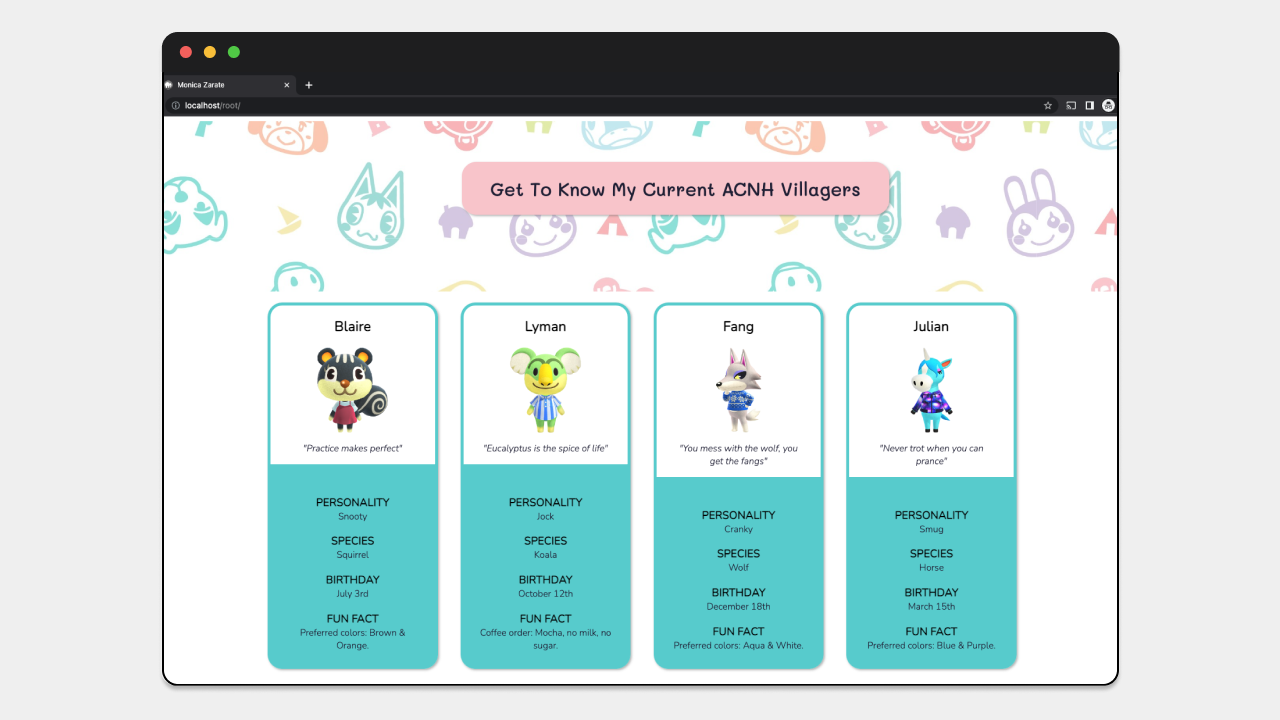 Monica Zarate
localhost/root/
Get To Know My Current ACNH Villagers
Blaire
"Practice makes perfect"
PERSONALITY
Snooty
SPECIES
Squirrel
BIRTHDAY
July 3rd
FUN FACT
Preferred colors: Brown &
Orange.
Lyman
"Eucalyptus is the spice of life"
PERSONALITY
Jock
SPECIES
Koala
BIRTHDAY
October 12th
FUN FACT
Coffee order: Mocha, no milk, no
sugar.
Fang
"You mess with the wolf, you
get the fangs"
PERSONALITY
Cranky
SPECIES
Wolf
BIRTHDAY
December 18th
FUN FACT
Preferred colors: Aqua & White.
Julian
"Never trot when you can
prance"
PERSONALITY
Smug
SPECIES
Horse
BIRTHDAY
March 15th
FUN FACT
Preferred colors: Blue & Purple.